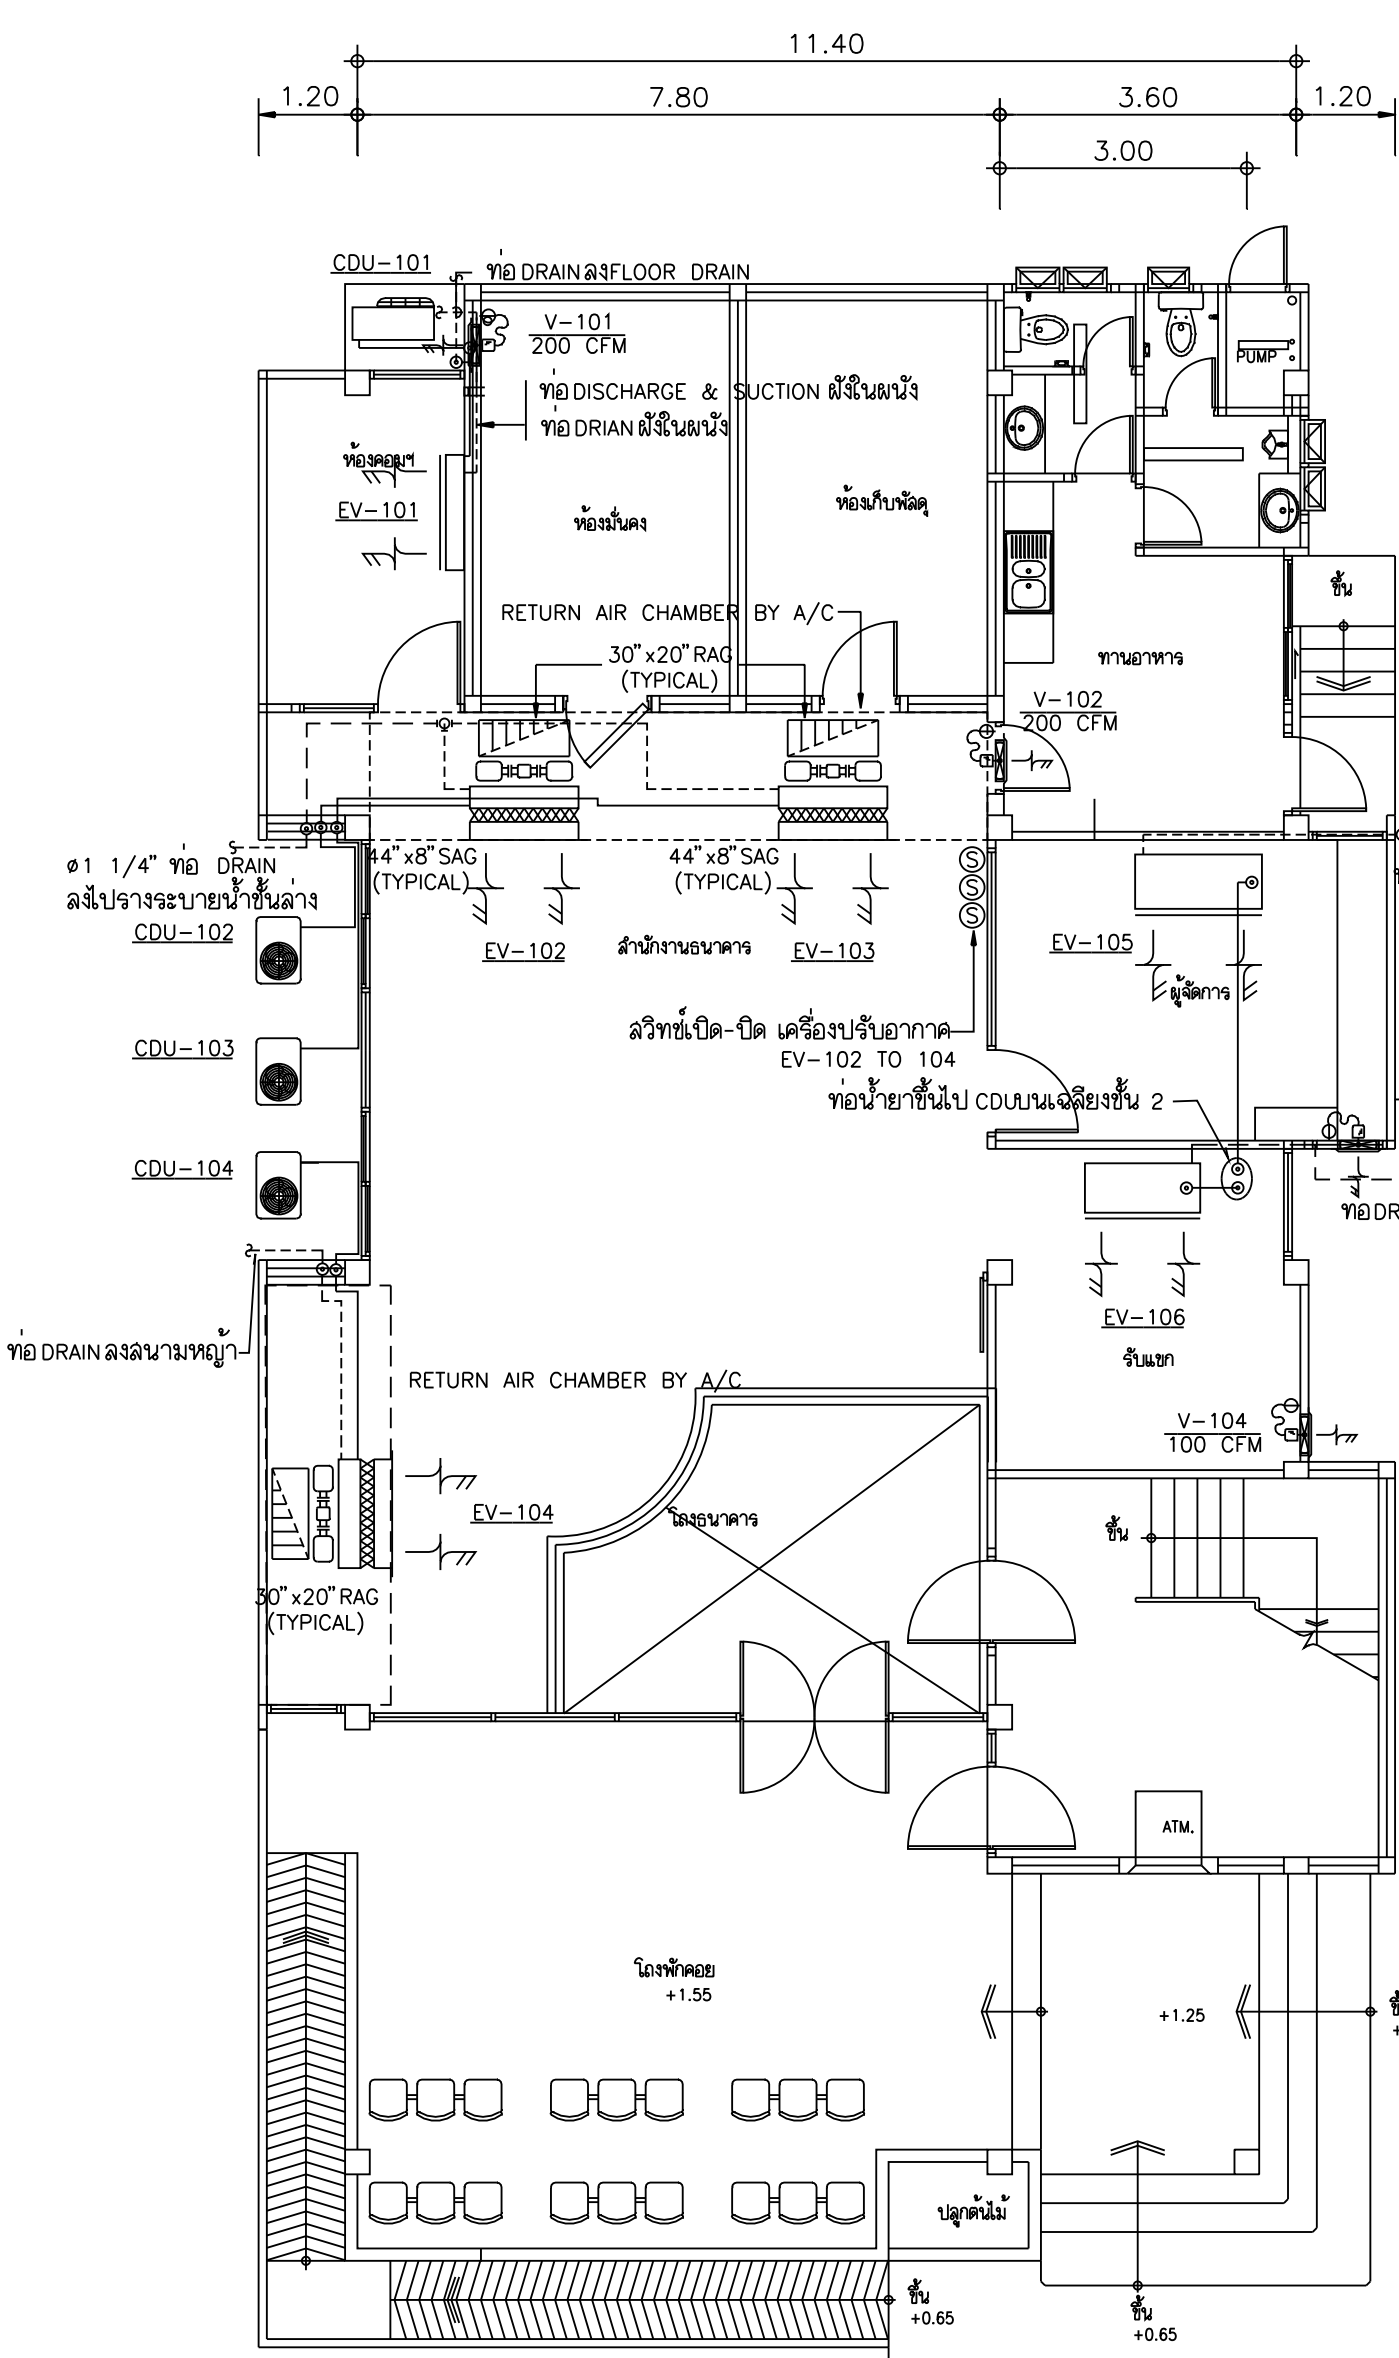 11.40
1.20
7.80
3.60
1.20
3.00
CDU-101
ท่อ DRAIN ลง FLOOR DRAIN
V-101
200 CFM
PUMP
ท่อ DISCHARGE & SUCTION ฝังในผนัง
ท่อ DRIAN ฝังในผนัง
ห้องคอมฯ
EV-101
ห้องมั่นคง
ห้องเก็บพัสดุ
ขึ้น
RETURN AIR CHAMBER BY A/C
30"x20" RAG
(TYPICAL)
ทานอาหาร
V-102
200 CFM
ø1 1/4" ท่อ DRAIN
ลงไปรางระบายน้ำชั้นล่าง
44"x8" SAG
(TYPICAL)
44"x8" SAG
(TYPICAL)
CDU-102
EV-102
สำนักงานธนาคาร
EV-103
EV-105
ผู้จัดการ
S
S
S
สวิทช์เปิด-ปิด เครื่องปรับอากาศ
EV-102 TO 104
CDU-103
ท่อน้ำยาขึ้นไป CDUบนเฉลียงชั้น 2
CDU-104
ท่อ DR
EV-106
รับแขก
ท่อ DRAIN ลงสนามหญ้า
RETURN AIR CHAMBER BY A/C
V-104
100 CFM
EV-104
โถงธนาคาร
ขึ้น
30"x20" RAG
(TYPICAL)
ATM.
โถงพักคอย
+1.55
+1.25
ปลูกต้นไม้
ขึ้น
+0.65
ขึ้น
+0.65